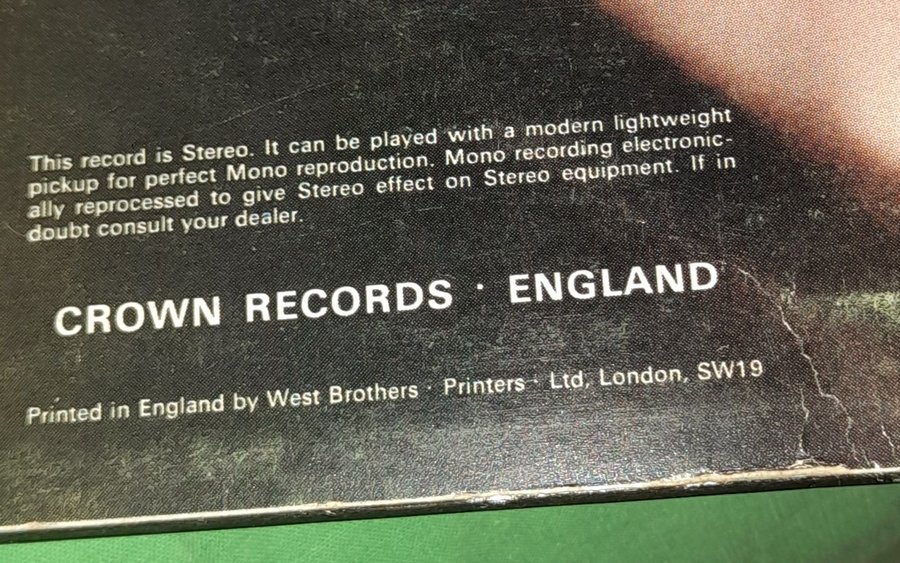 This record is Stereo. It can be played with a modern lightweight
pickup for perfect Mono reproduction. Mono recording electronic-
ally reprocessed to give Stereo effect on Stereo equipment. If in
doubt consult your dealer.
CROWN RECORDS · ENGLAND
Printed in England by West Brothers · Printers · Ltd, London, SW19